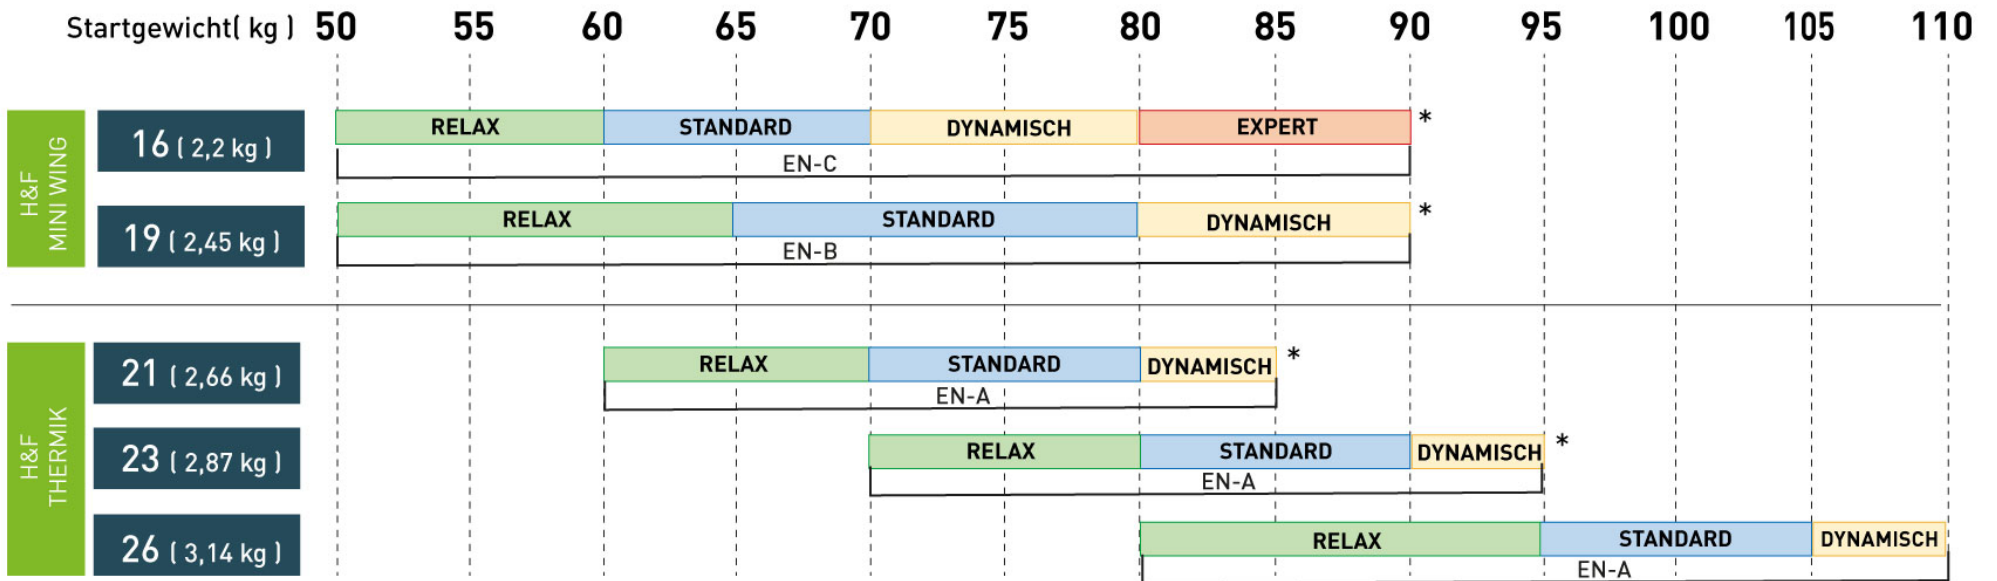 Startgewicht( kg ) 50 55 60 65 70 75 80 85 90 95 100 105 110
H&F
MINI WING
16 ( 2,2 kg )
RELAX STANDARD DYNAMISCH EXPERT *
EN-C
19 ( 2,45 kg )
RELAX STANDARD DYNAMISCH *
EN-B
H&F
THERMIK
21 ( 2,66 kg )
RELAX STANDARD DYNAMISCH *
EN-A
23 ( 2,87 kg )
RELAX STANDARD DYNAMISCH *
EN-A
26 ( 3,14 kg )
RELAX STANDARD DYNAMISCH
EN-A